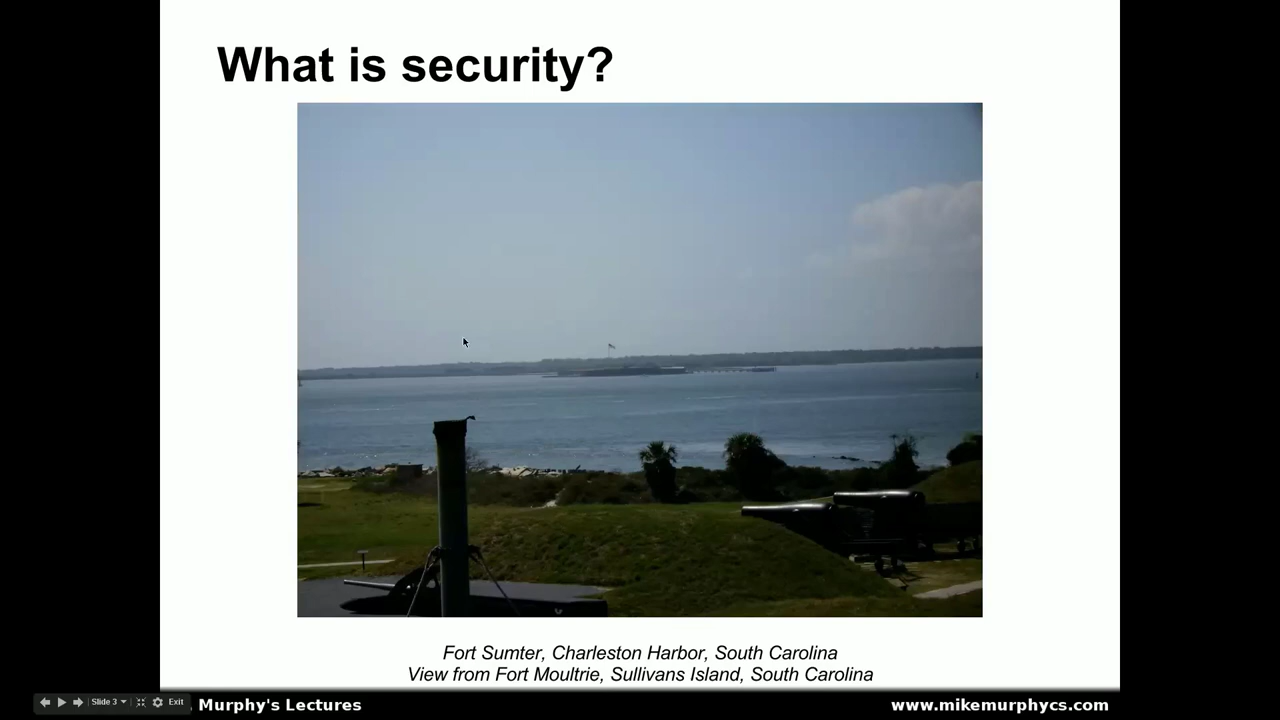 What is security?
Fort Sumter, Charleston Harbor, South Carolina
View from Fort Moultrie, Sullivans Island, South Carolina
Slide 3
Exit
Murphy's Lectures
www.mikemurphycs.com